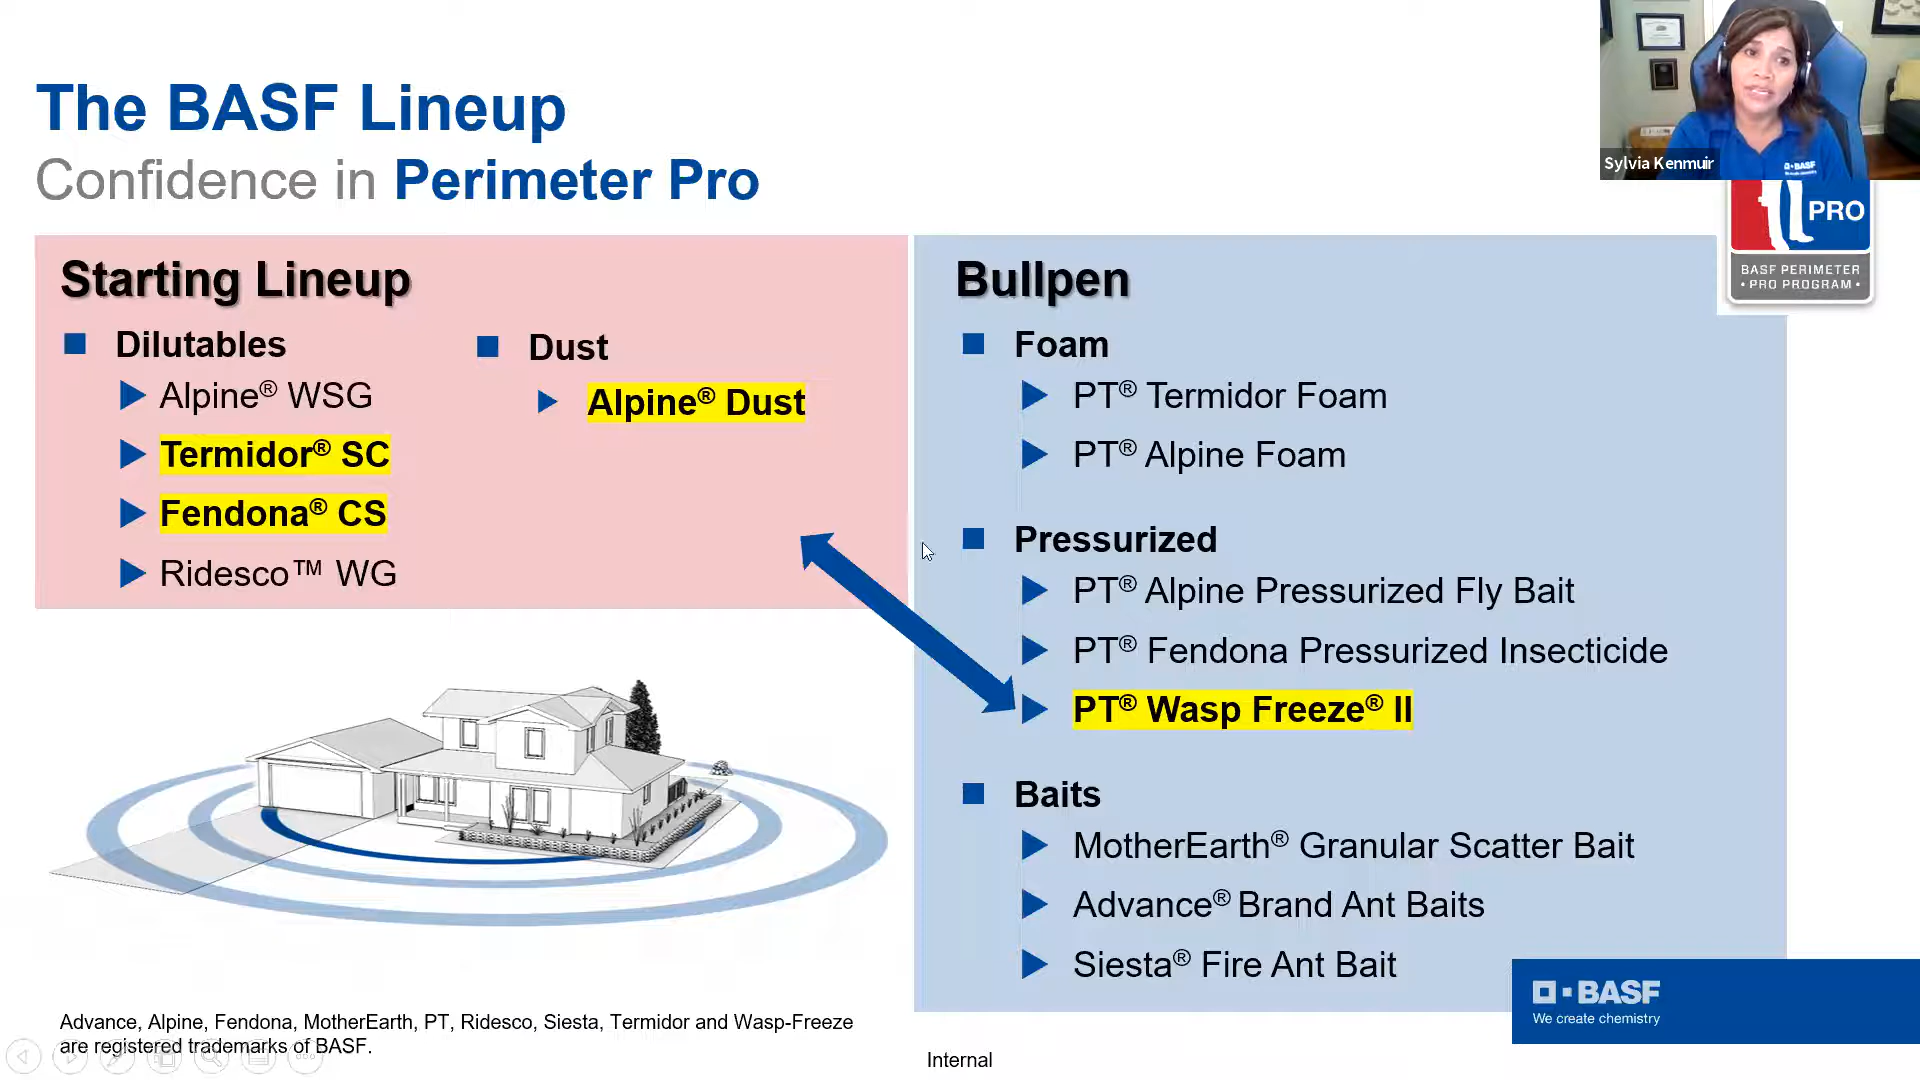 The BASF Lineup
Confidence in Perimeter Pro
Sylvia Kenmuir
BASF
PRO
BASF PERIMETER
• PRO PROGRAM •
Starting Lineup
Dilutables
Alpine® WSG
Termidor® SC
Fendona® CS
Ridesco™ WG
Dust
Alpine® Dust
Bullpen
Foam
PT® Termidor Foam
PT® Alpine Foam
Pressurized
PT® Alpine Pressurized Fly Bait
PT® Fendona Pressurized Insecticide
PT® Wasp Freeze® II
Baits
MotherEarth® Granular Scatter Bait
Advance® Brand Ant Baits
Siesta® Fire Ant Bait
BASF
We create chemistry
Advance, Alpine, Fendona, MotherEarth, PT, Ridesco, Siesta, Termidor and Wasp-Freeze
are registered trademarks of BASF.
Internal